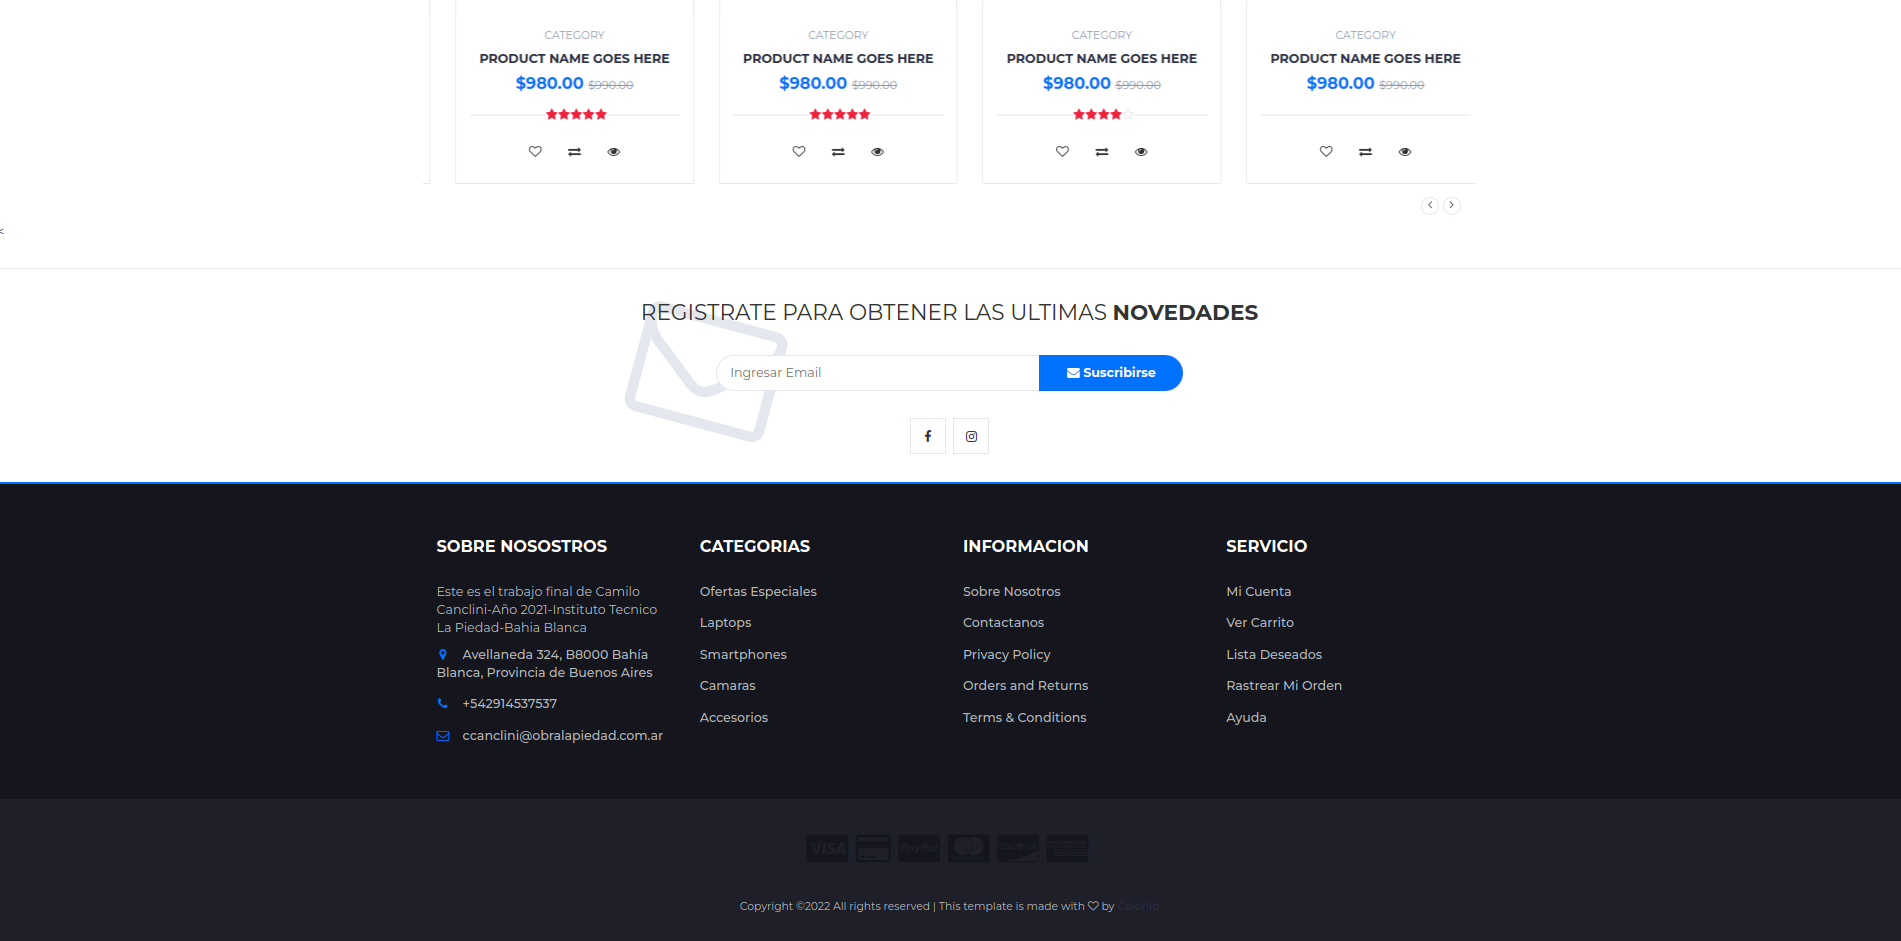 CATEGORY
PRODUCT NAME GOES HERE
$980.00 $990.00
CATEGORY
PRODUCT NAME GOES HERE
$980.00 $990.00
CATEGORY
PRODUCT NAME GOES HERE
$980.00 $990.00
CATEGORY
PRODUCT NAME GOES HERE
$980.00 $990.00
<
REGISTRATE PARA OBTENER LAS ULTIMAS NOVEDADES
Ingresar Email
Suscribirse
SOBRE NOSOSTROS
Este es el trabajo final de Camilo
Canclini-Año 2021-Instituto Tecnico
La Piedad-Bahia Blanca
Avellaneda 324, B8000 Bahía
Blanca, Provincia de Buenos Aires
+542914537537
ccanclini@obralapiedad.com.ar
CATEGORIAS
Ofertas Especiales
Laptops
Smartphones
Camaras
Accesorios
INFORMACION
Sobre Nosotros
Contactanos
Privacy Policy
Orders and Returns
Terms & Conditions
SERVICIO
Mi Cuenta
Ver Carrito
Lista Deseados
Rastrear Mi Orden
Ayuda
VISA
PayPal
DISCOVER
Copyright ©2022 All rights reserved | This template is made with ♡ by Colorlib